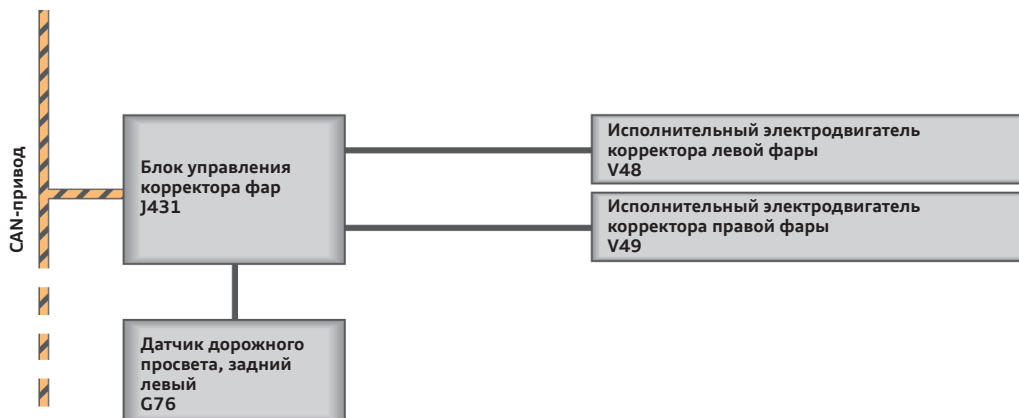 CAN-привод
Блок управления
корректора фар
J431
Исполнительный электродвигатель
корректора левой фары
V48
Исполнительный электродвигатель
корректора правой фары
V49
Датчик дорожного
просвета, задний
левый
G76